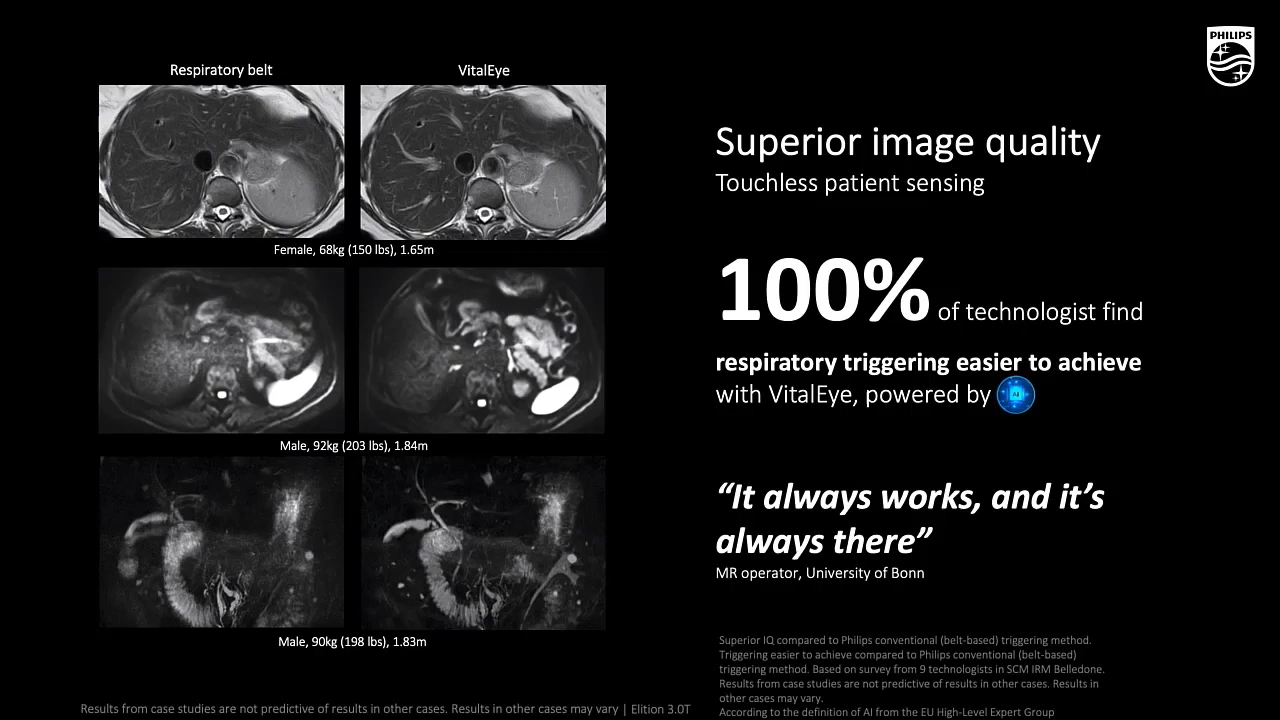 PHILIPS
Respiratory belt
VitalEye
Female, 68kg (150 lbs), 1.65m
Male, 92kg (203 lbs), 1.84m
Male, 90kg (198 lbs), 1.83m
Results from case studies are not predictive of results in other cases. Results in other cases may vary | Elition 3.0T
Superior image quality
Touchless patient sensing
100% of technologist find
respiratory triggering easier to achieve
with VitalEye, powered by AI
“It always works, and it’s
always there”
MR operator, University of Bonn
Superior IQ compared to Philips conventional (belt-based) triggering method.
Triggering easier to achieve compared to Philips conventional (belt-based)
triggering method. Based on survey from 9 technologists in SCM IRM Belledone.
Results from case studies are not predictive of results in other cases. Results in
other cases may vary.
According to the definition of AI from the EU High-Level Expert Group